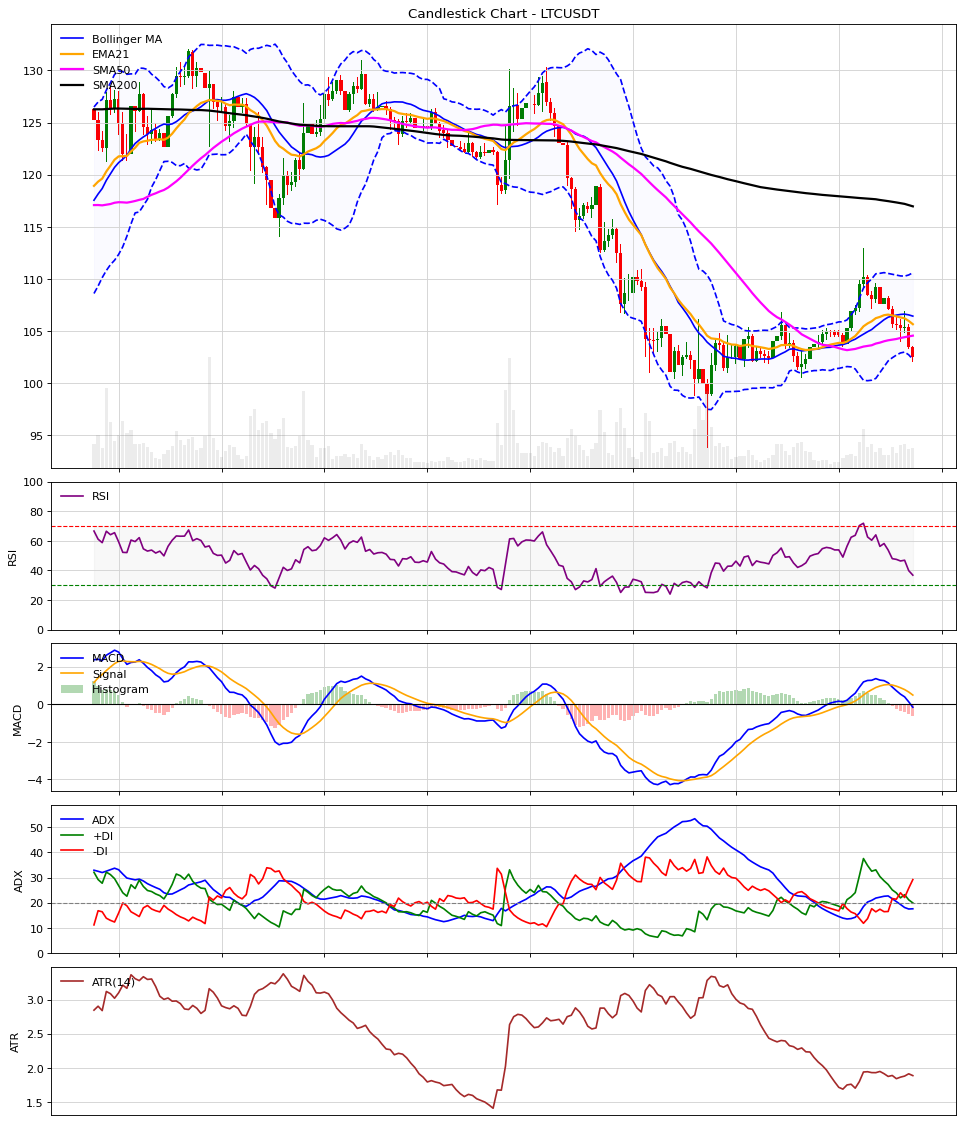 Candlestick Chart - LTCUSDT
Bollinger MA
EMA21
SMA50
SMA200
130
125
120
115
110
105
100
95
RSI
100
80
60
40
20
0
RSI
MACD
Signal
Histogram
2
0
−2
−4
MACD
ADX
+DI
-DI
50
40
30
20
10
0
ADX
ATR(14)
3.0
2.5
2.0
1.5
ATR